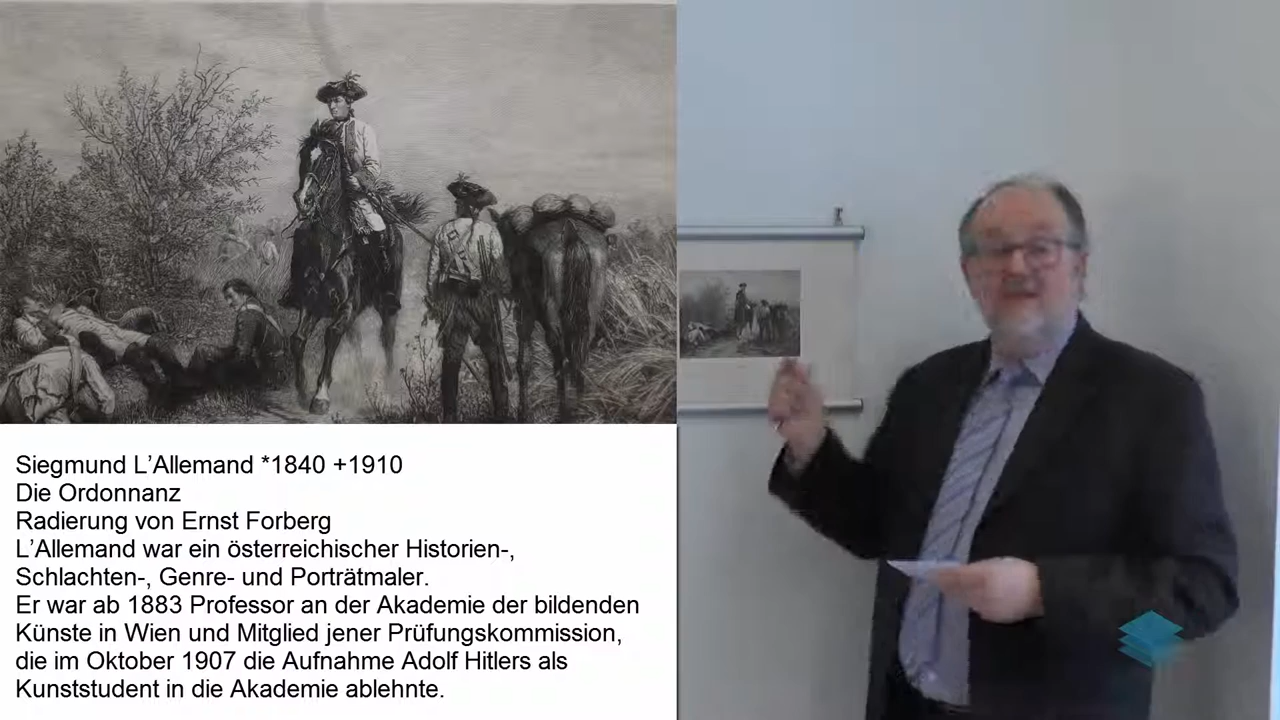 Siegmund L’Allemand *1840 +1910
Die Ordonnanz
Radierung von Ernst Forberg
L’Allemand war ein österreichischer Historien-,
Schlachten-, Genre- und Porträtmaler.
Er war ab 1883 Professor an der Akademie der bildenden
Künste in Wien und Mitglied jener Prüfungskommission,
die im Oktober 1907 die Aufnahme Adolf Hitlers als
Kunststudent in die Akademie ablehnte.